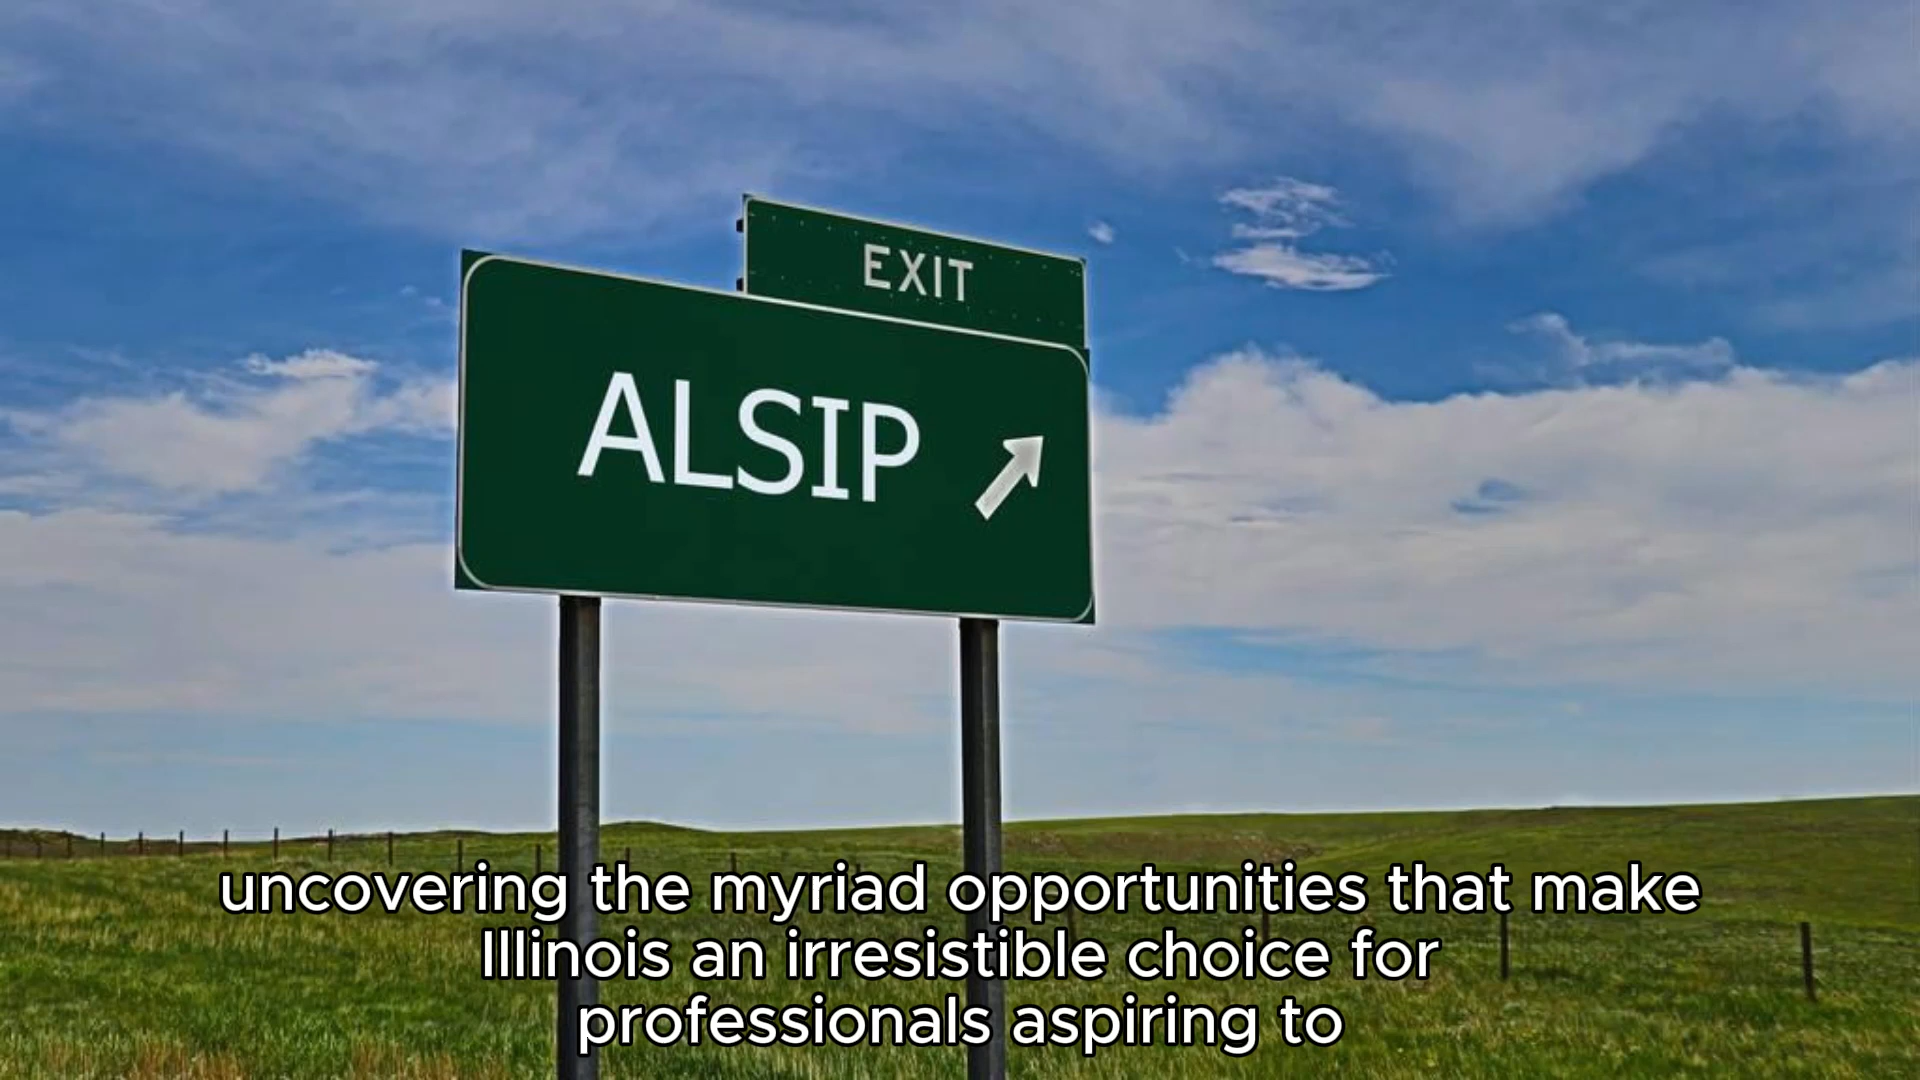 EXIT
ALSIP
uncovering the myriad opportunities that make
Illinois an irresistible choice for
professionals aspiring to